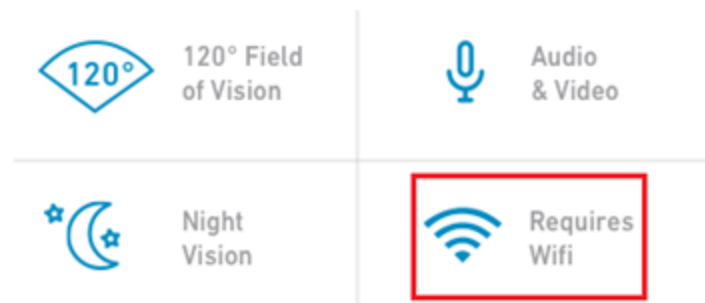 120°
120° Field
of Vision
Audio
& Video
Night
Vision
Requires
Wifi